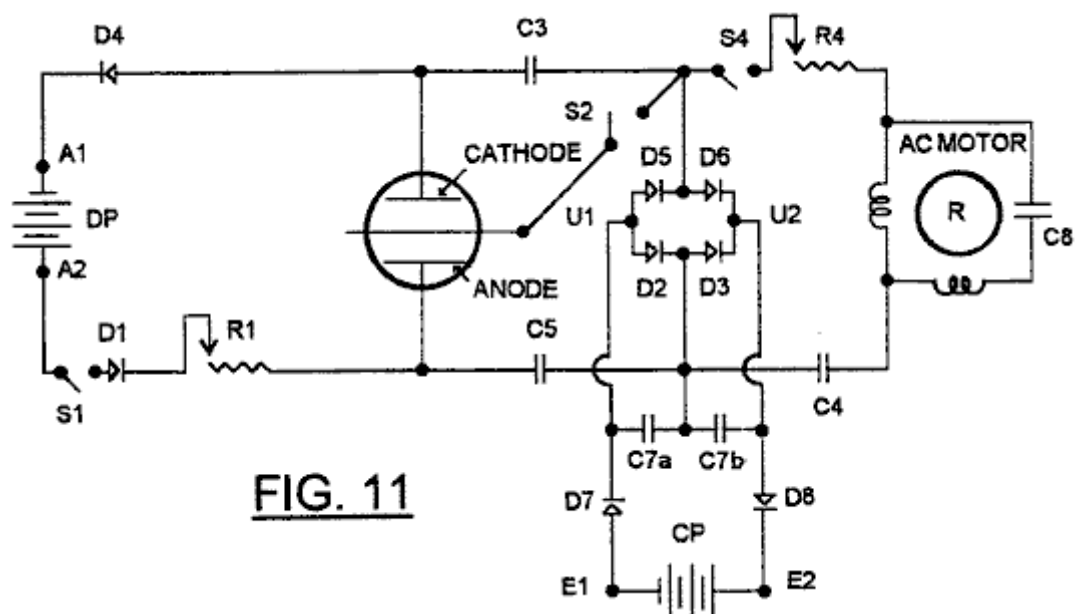 D4
C3
S4
R4
S2
A1
CATHODE
D5
D6
AC MOTOR
DP
U1
U2
R
C8
A2
ANODE
D2
D3
D1
R1
C5
S1
C4
C7a
C7b
FIG. 11
D7
D8
CP
E1
E2